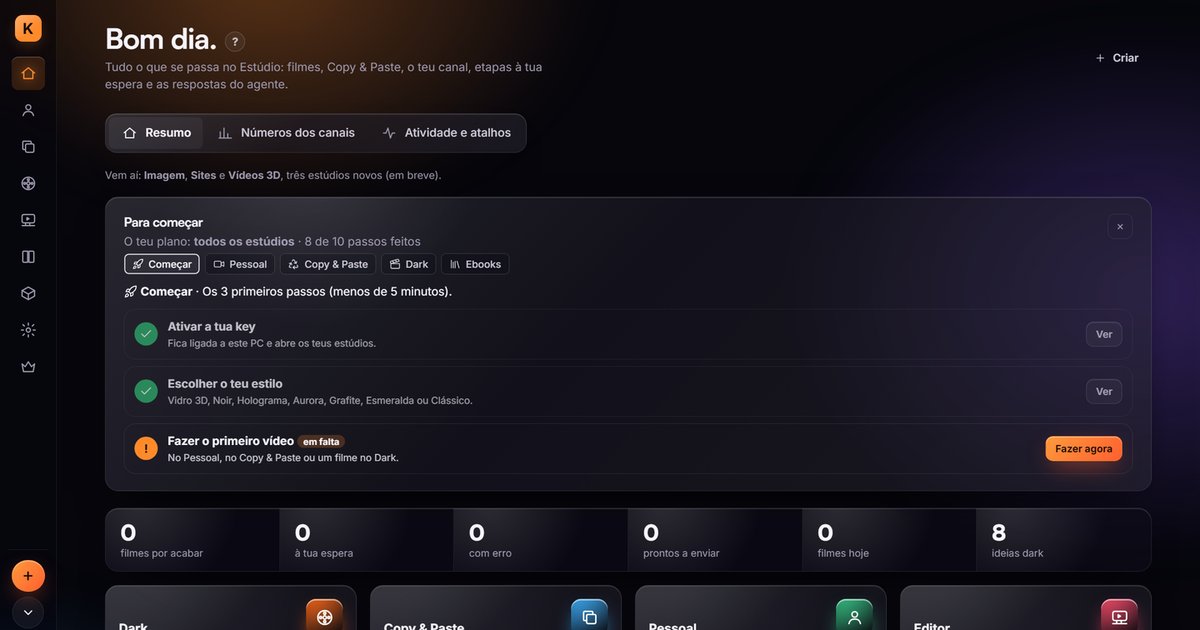 K
Bom dia. ?
Tudo o que se passa no Estúdio: filmes, Copy & Paste, o teu canal, etapas à tua
espera e as respostas do agente.
+ Criar
Resumo
Números dos canais
Atividade e atalhos
Vem aí: Imagem, Sites e Vídeos 3D, três estúdios novos (em breve).
Para começar
O teu plano: todos os estúdios · 8 de 10 passos feitos
Começar
Pessoal
Copy & Paste
Dark
Ebooks
Começar · Os 3 primeiros passos (menos de 5 minutos).
Ativar a tua key
Fica ligada a este PC e abre os teus estúdios.
Ver
Escolher o teu estilo
Vidro 3D, Noir, Holograma, Aurora, Grafite, Esmeralda ou Clássico.
Ver
! Fazer o primeiro vídeo em falta
No Pessoal, no Copy & Paste ou um filme no Dark.
Fazer agora
0
filmes por acabar
0
à tua espera
0
com erro
0
prontos a enviar
0
filmes hoje
8
ideias dark
Dark
Copy & Paste
Pessoal
Editor